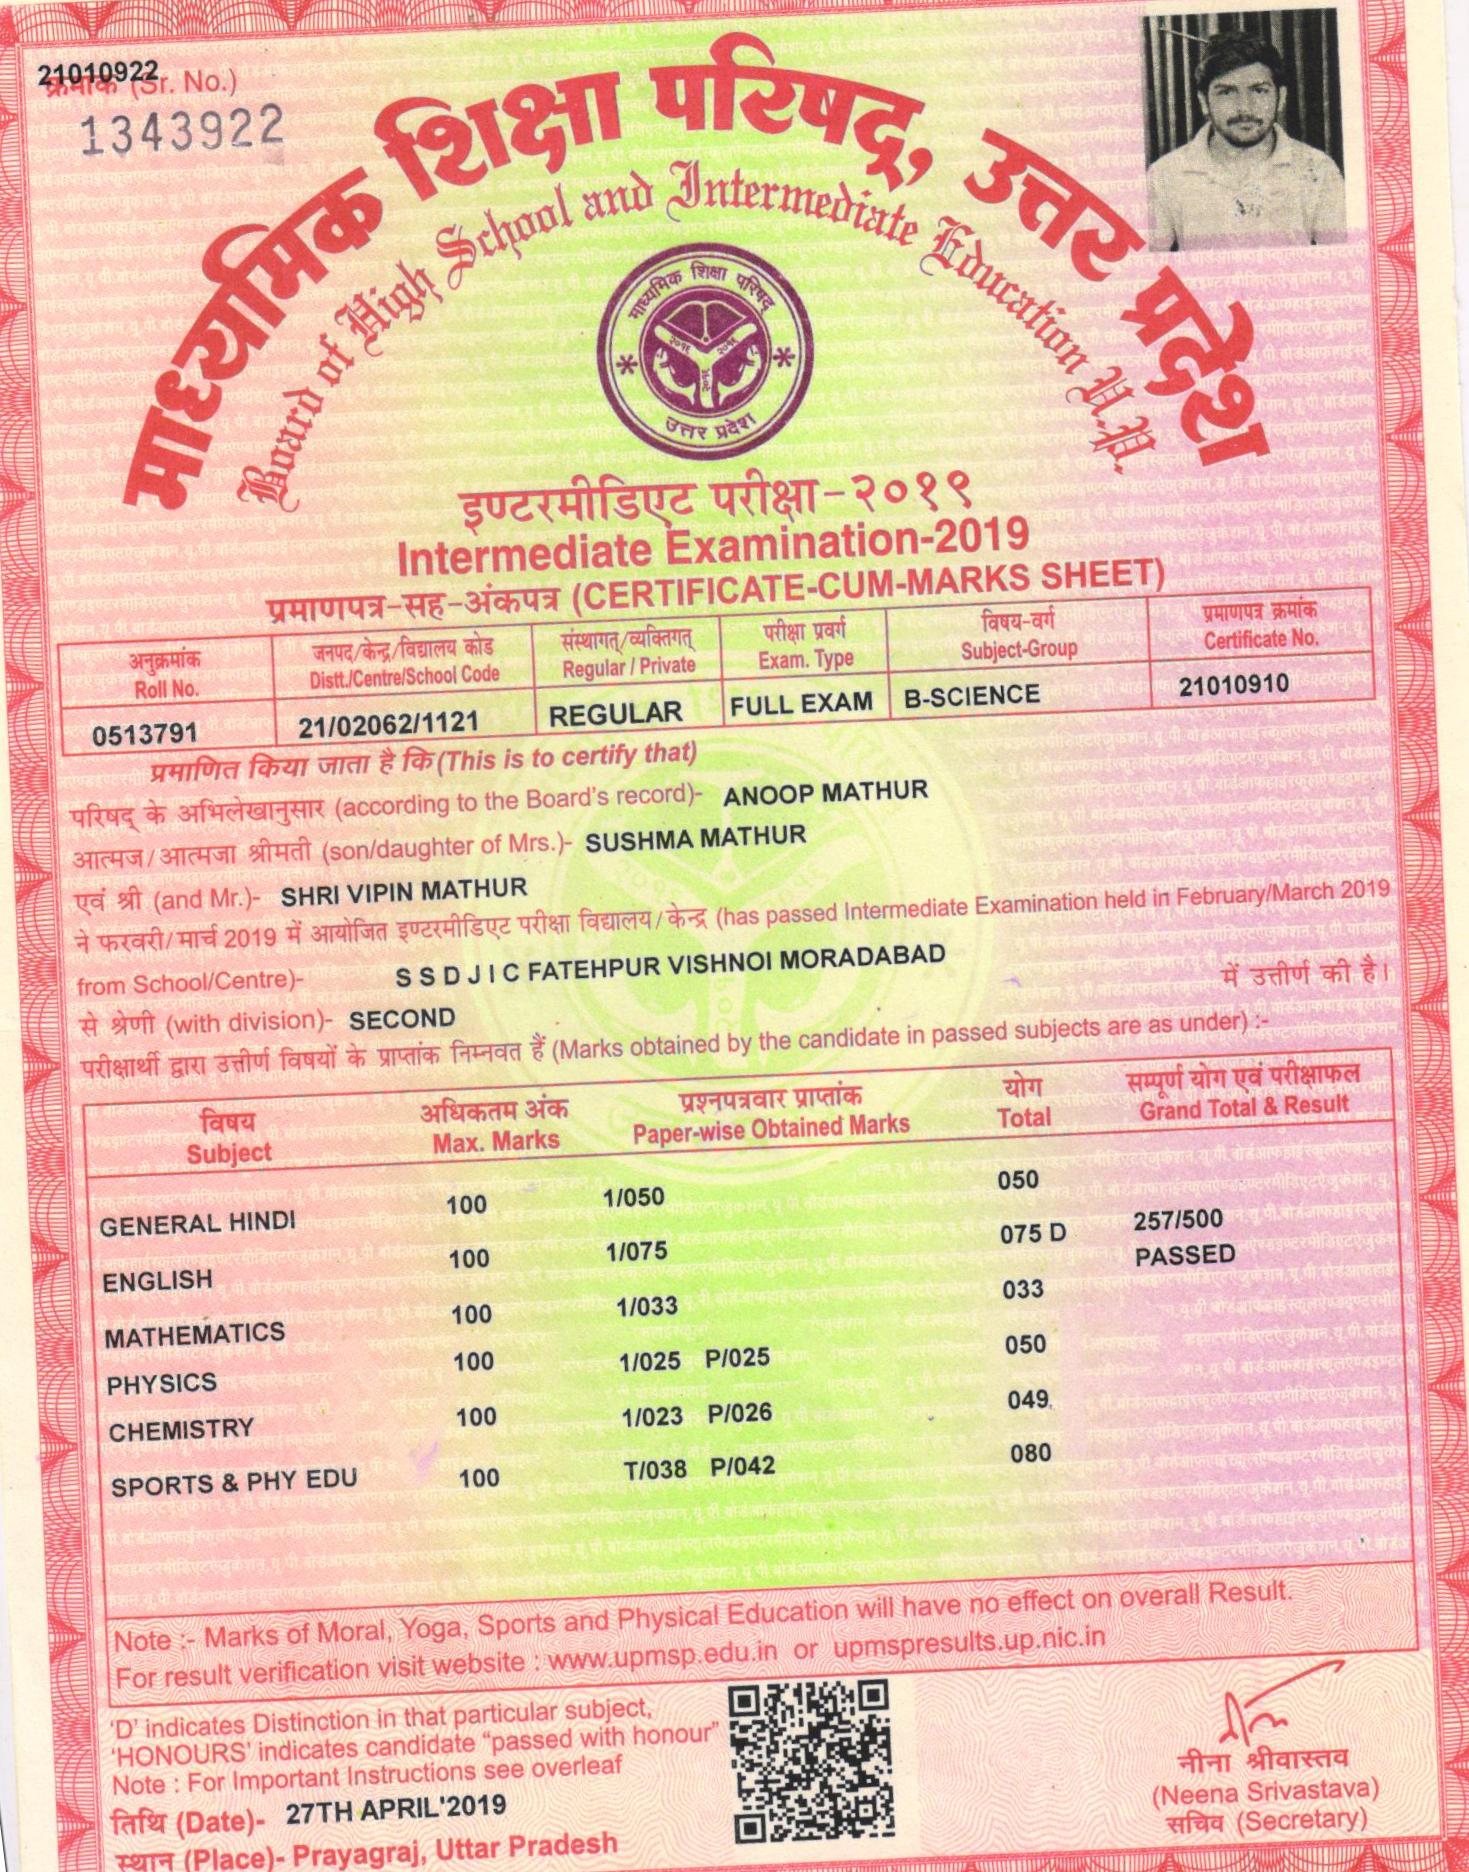 21010922
क्रमांक (Sr. No.)
1343922
माध्यमिक शिक्षा परिषद्, उत्तर प्रदेश
Board of High School and Intermediate Education U.P.
माध्यमिक शिक्षा परिषद्
२०१६ २०१६
२०१६
उत्तर प्रदेश
इण्टरमीडिएट परीक्षा-२०१९
Intermediate Examination-2019
प्रमाणपत्र-सह-अंकपत्र (CERTIFICATE-CUM-MARKS SHEET)
अनुक्रमांक जनपद/केन्द्र/विद्यालय कोड संस्थागत्/व्यक्तिगत् परीक्षा प्रवर्ग विषय-वर्ग प्रमाणपत्र क्रमांक
Roll No. Distt./Centre/School Code Regular / Private Exam. Type Subject-Group Certificate No.
0513791 21/02062/1121 REGULAR FULL EXAM B-SCIENCE 21010910
प्रमाणित किया जाता है कि (This is to certify that)
परिषद् के अभिलेखानुसार (according to the Board's record)- ANOOP MATHUR
आत्मज/आत्मजा श्रीमती (son/daughter of Mrs.)- SUSHMA MATHUR
एवं श्री (and Mr.)- SHRI VIPIN MATHUR
ने फरवरी/मार्च 2019 में आयोजित इण्टरमीडिएट परीक्षा विद्यालय/केन्द्र (has passed Intermediate Examination held in February/March 2019
from School/Centre)- S S D J I C FATEHPUR VISHNOI MORADABAD में उत्तीर्ण की है।
से श्रेणी (with division)- SECOND
परीक्षार्थी द्वारा उत्तीर्ण विषयों के प्राप्तांक निम्नवत हैं (Marks obtained by the candidate in passed subjects are as under) :-
विषय अधिकतम अंक प्रश्नपत्रवार प्राप्तांक योग सम्पूर्ण योग एवं परीक्षाफल
Subject Max. Marks Paper-wise Obtained Marks Total Grand Total & Result
GENERAL HINDI 100 1/050 050 257/500
ENGLISH 100 1/075 075 D PASSED
MATHEMATICS 100 1/033 033
PHYSICS 100 1/025 P/025 050
CHEMISTRY 100 1/023 P/026 049
SPORTS & PHY EDU 100 T/038 P/042 080
Note :- Marks of Moral, Yoga, Sports and Physical Education will have no effect on overall Result.
For result verification visit website : www.upmsp.edu.in or upmspresults.up.nic.in
'D' indicates Distinction in that particular subject,
'HONOURS' indicates candidate "passed with honour"
Note : For Important Instructions see overleaf
तिथि (Date)- 27TH APRIL'2019
स्थान (Place)- Prayagraj, Uttar Pradesh
नीना श्रीवास्तव
(Neena Srivastava)
सचिव (Secretary)